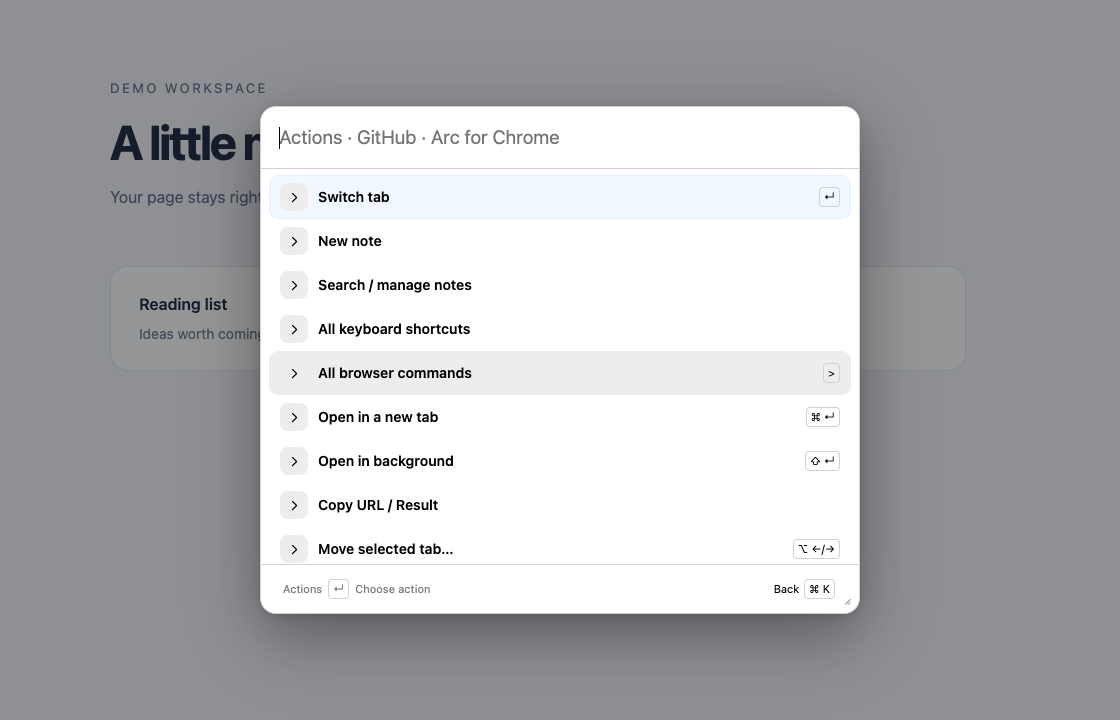 DEMO WORKSPACE
A little
Your page stays right
Reading list
Ideas worth coming
Actions · GitHub · Arc for Chrome
Switch tab ↵
New note
Search / manage notes
All keyboard shortcuts
All browser commands >
Open in a new tab ⌘ ↵
Open in background ⇧ ↵
Copy URL / Result
Move selected tab... ⌥ ←/→
Actions ↵ Choose action
Back ⌘ K